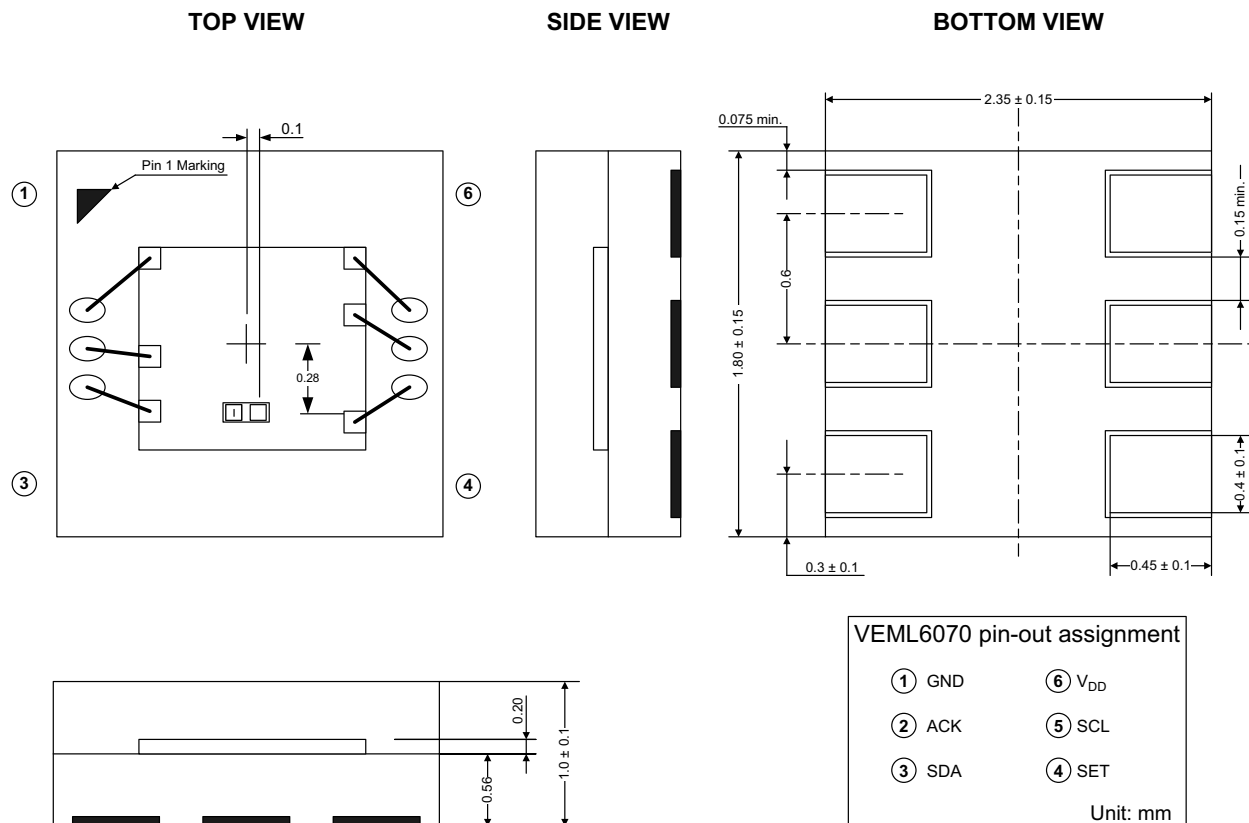 TOP VIEW
SIDE VIEW
BOTTOM VIEW
2.35 ± 0.15
0.075 min.
0.1
Pin 1 Marking
1
6
0.15 min.
0.6
1.80 ± 0.15
0.28
3
4
0.4 ± 0.1
0.3 ± 0.1
0.45 ± 0.1
VEML6070 pin-out assignment
1 GND
6 VDD
2 ACK
5 SCL
3 SDA
4 SET
Unit: mm
0.20
1.0 ± 0.1
0.56